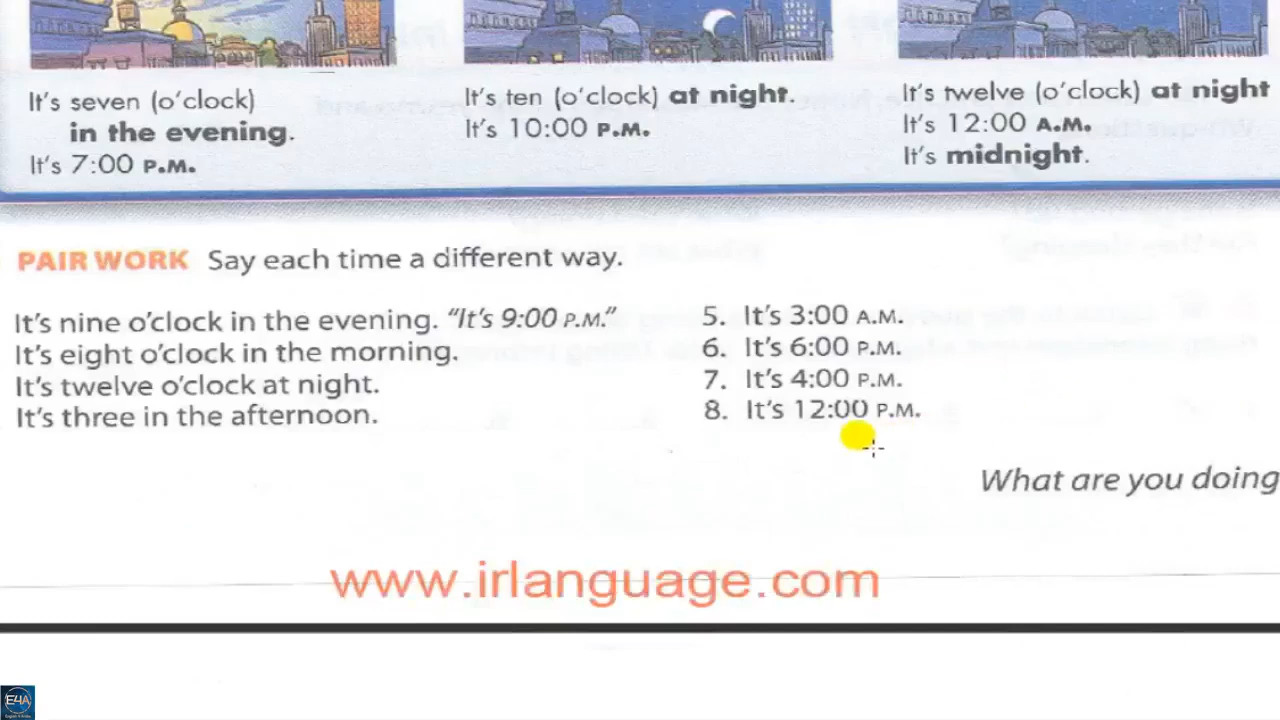 It's seven (o'clock)
in the evening.
It's 7:00 P.M.
It's ten (o'clock) at night.
It's 10:00 P.M.
It's twelve (o'clock) at night
It's 12:00 A.M.
It's midnight.
PAIR WORK Say each time a different way.
It's nine o'clock in the evening. "It's 9:00 P.M."
It's eight o'clock in the morning.
It's twelve o'clock at night.
It's three in the afternoon.
5. It's 3:00 A.M.
6. It's 6:00 P.M.
7. It's 4:00 P.M.
8. It's 12:00 P.M.
What are you doing
www.irlanguage.com
E4A